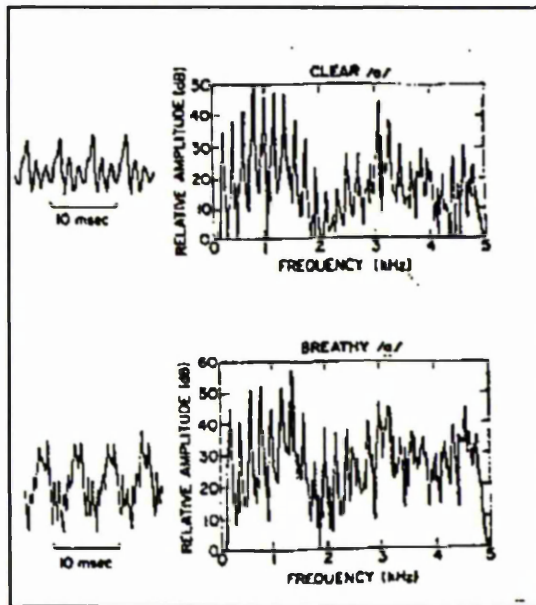 CLEAR /a/
RELATIVE AMPLITUDE (dB)
50
40
30
20
10
0
0 1 2 3 4 5
FREQUENCY (kHz)
10 msec
BREATHY /a/
RELATIVE AMPLITUDE (dB)
60
50
40
30
20
10
0
0 1 2 3 4 5
FREQUENCY (kHz)
10 msec